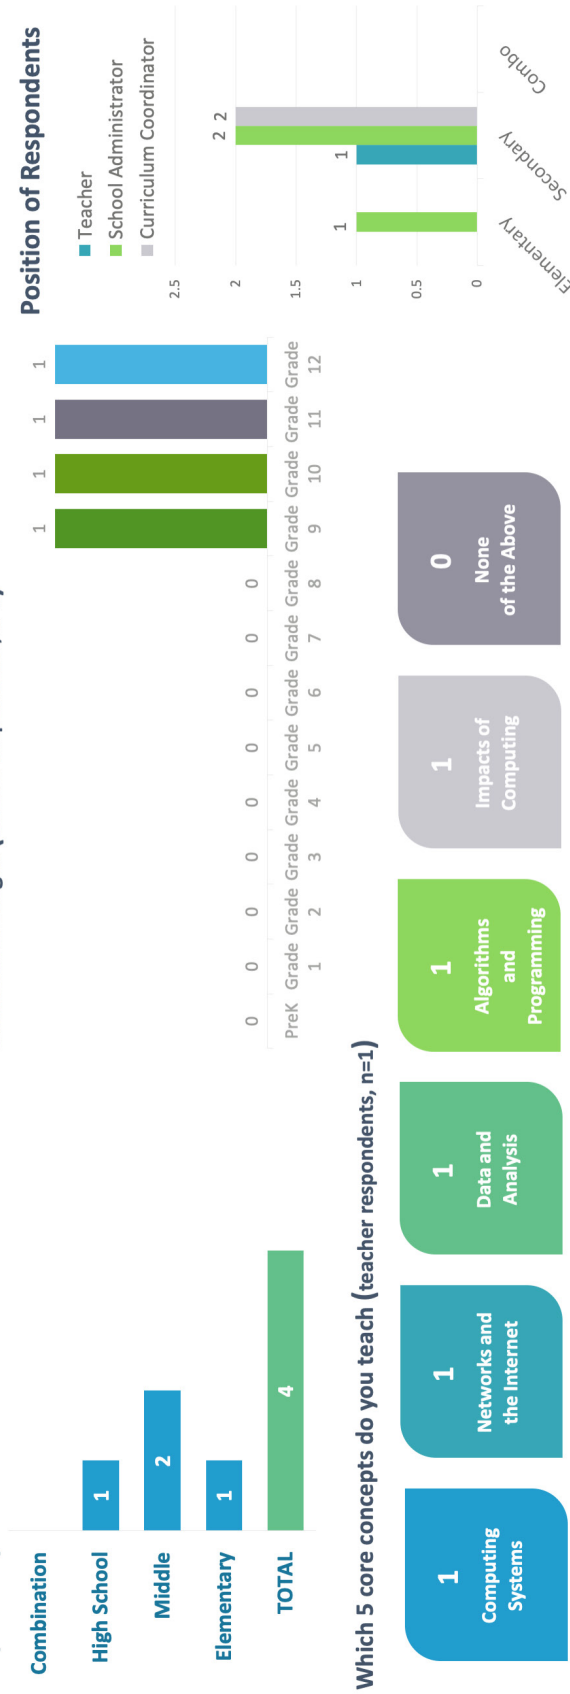 Combination
High School
1
Middle
2
Elementary
1
TOTAL
4
1
1
1
1
0
0
0
0
0
0
0
0
0
PreK Grade Grade Grade Grade Grade Grade Grade Grade Grade Grade Grade Grade
1 2 3 4 5 6 7 8 9 10 11 12
Position of Respondents
Teacher
School Administrator
Curriculum Coordinator
2.5
2
1.5
1
0.5
0
1
1
2
2
Elementary
Secondary
Combo
Which 5 core concepts do you teach (teacher respondents, n=1)
1
Computing
Systems
1
Networks and
the Internet
1
Data and
Analysis
1
Algorithms
and
Programming
1
Impacts of
Computing
0
None
of the Above